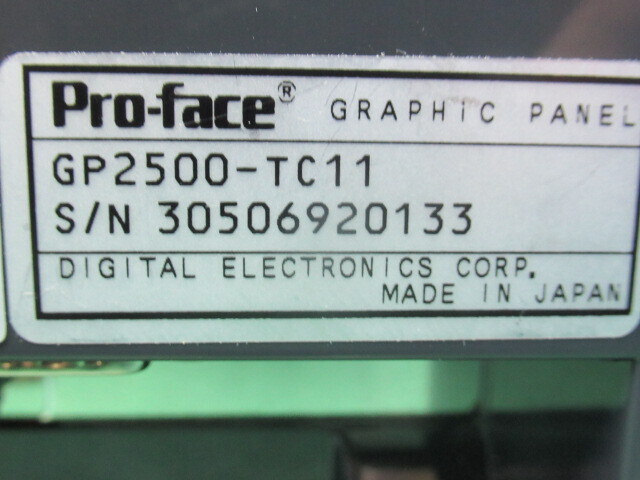 Pro-face® GRAPHIC PANEL
GP2500-TC11
S/N 30506920133
DIGITAL ELECTRONICS CORP.
MADE IN JAPAN